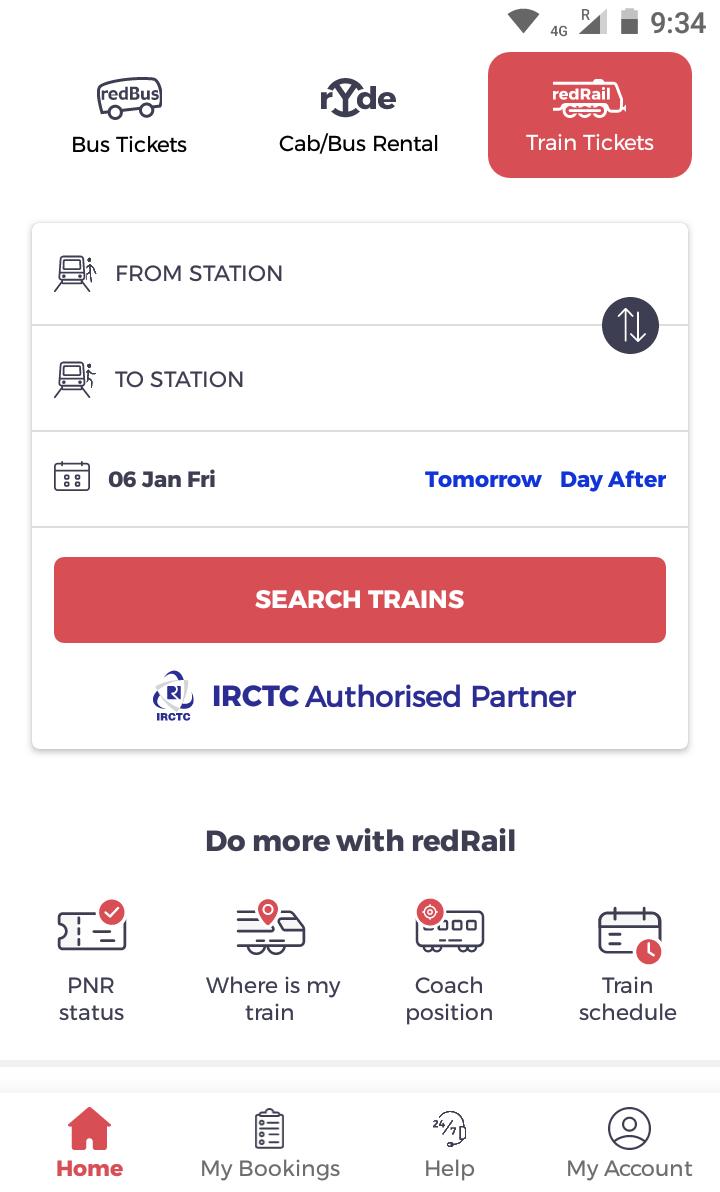 4G R 9:34
redBus
Bus Tickets
rYde
Cab/Bus Rental
redRail
Train Tickets
FROM STATION
TO STATION
06 Jan Fri Tomorrow Day After
SEARCH TRAINS
IRCTC
IRCTC Authorised Partner
Do more with redRail
PNR
status
Where is my
train
Coach
position
Train
schedule
Home
My Bookings
24/7
Help
My Account